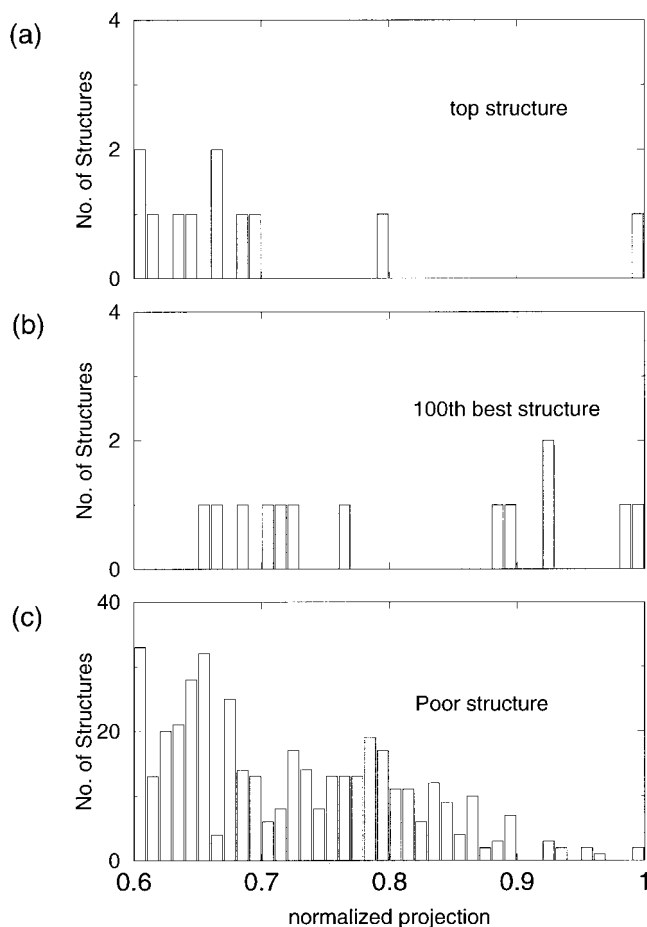 (a)
4
2
0
No. of Structures
top structure
(b)
4
2
0
No. of Structures
100th best structure
(c)
40
20
0
No. of Structures
Poor structure
0.6 0.7 0.8 0.9 1
normalized projection